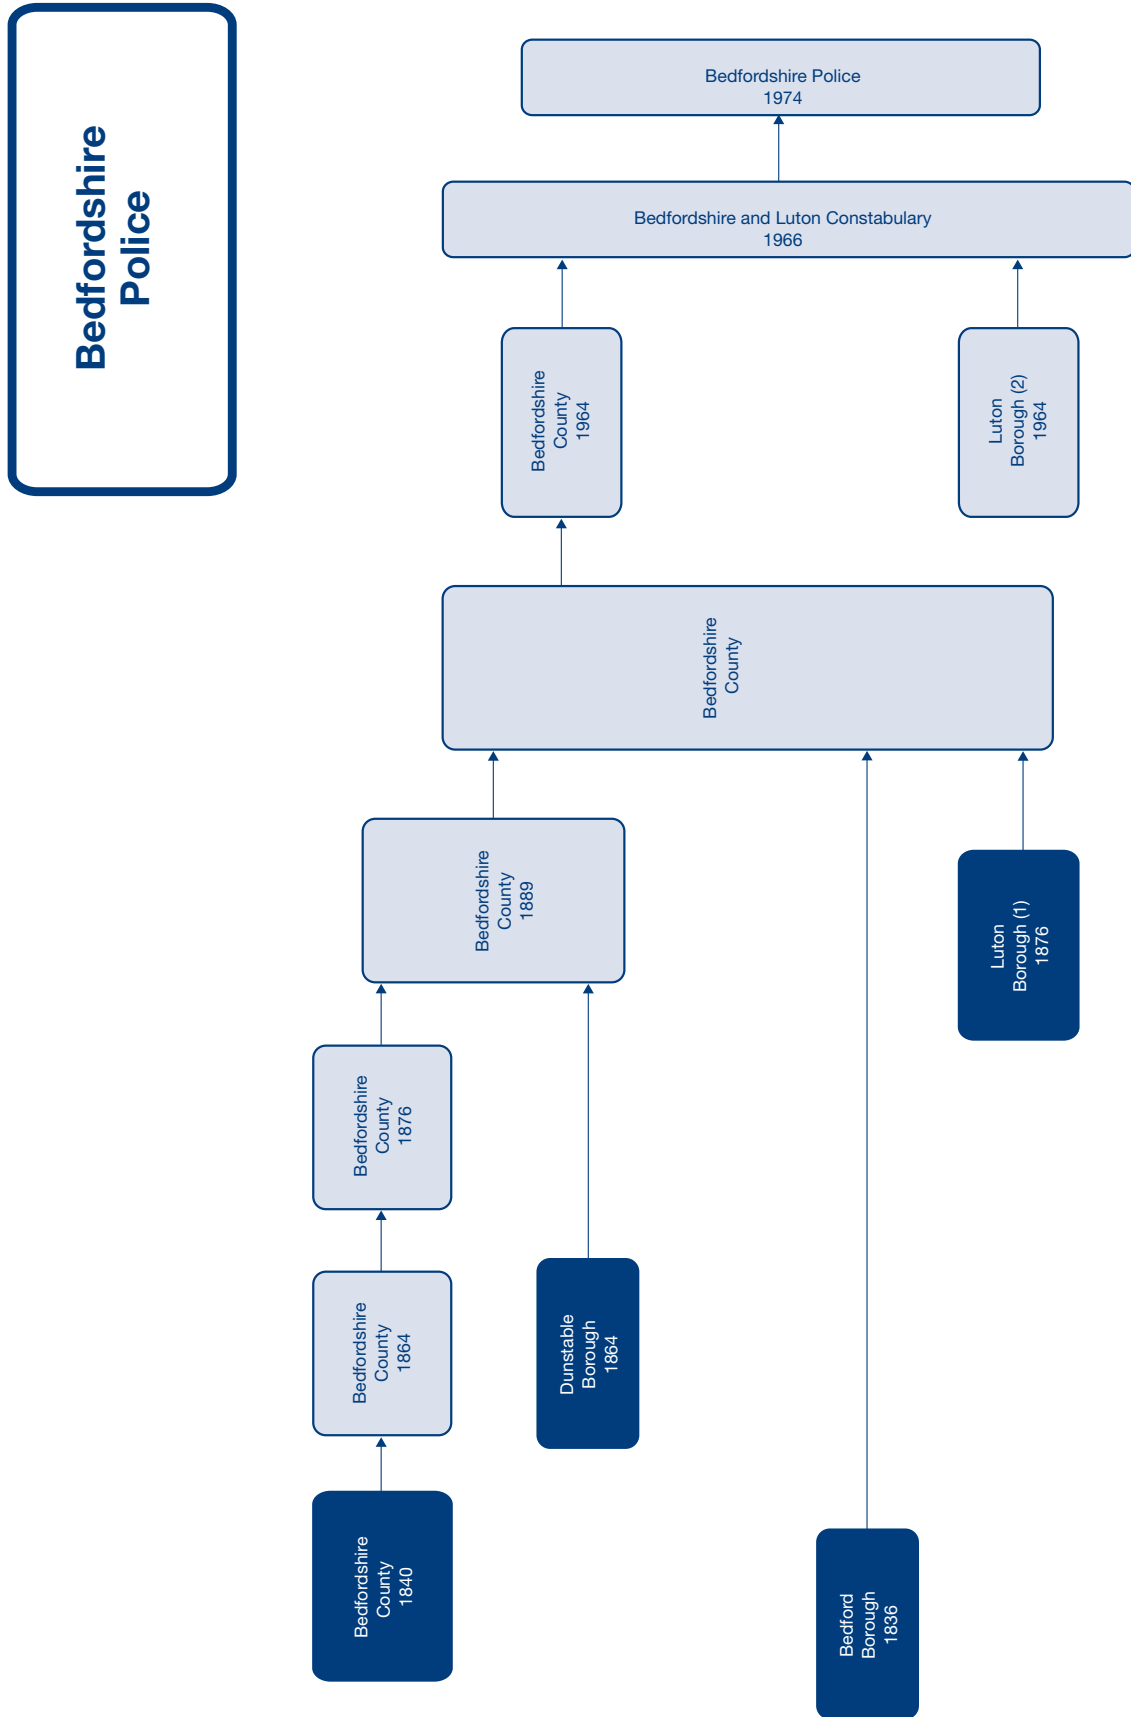 Bedfordshire
Police
Bedfordshire Police
1974
Bedfordshire and Luton Constabulary
1966
Bedfordshire
County
1964
Luton
Borough (2)
1964
Bedfordshire
County
Bedfordshire
County
1889
Luton
Borough (1)
1876
Bedfordshire
County
1876
Bedfordshire
County
1864
Dunstable
Borough
1864
Bedfordshire
County
1840
Bedford
Borough
1836